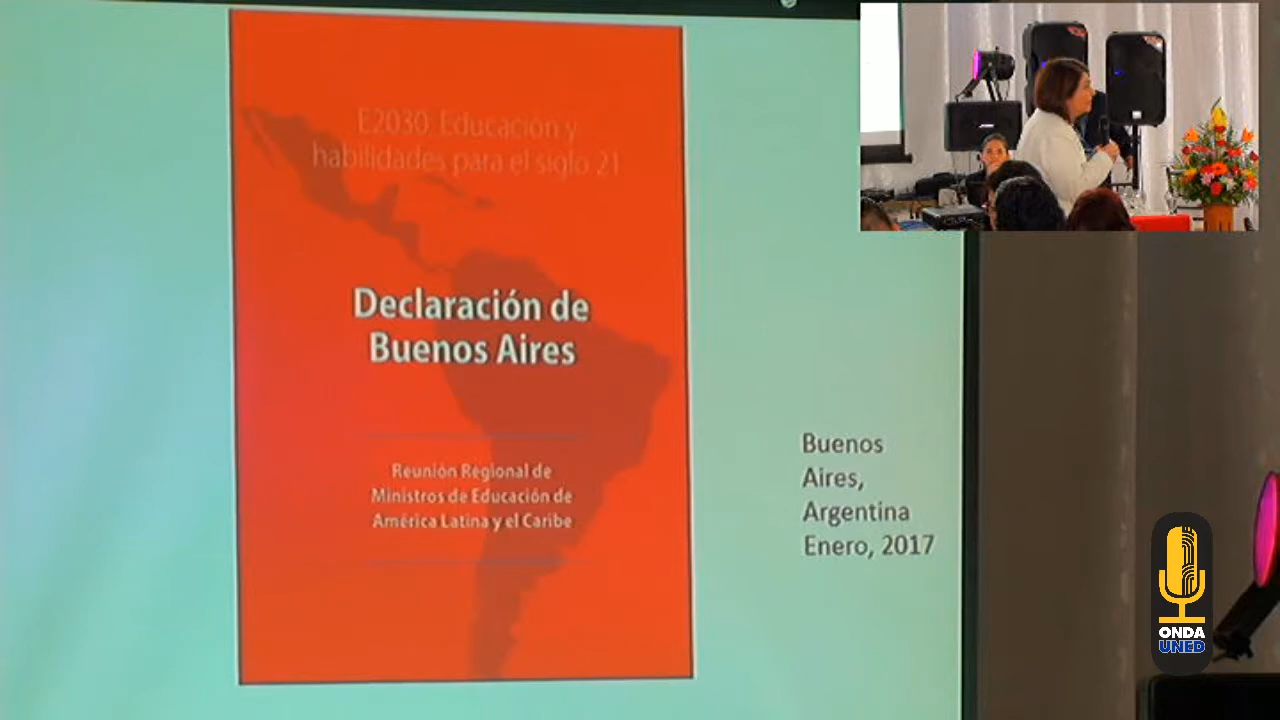 E2030. Educación y
habilidades para el siglo 21
Declaración de
Buenos Aires
Reunión Regional de
Ministros de Educación de
América Latina y el Caribe
Buenos
Aires,
Argentina
Enero, 2017
ONDA
UNED